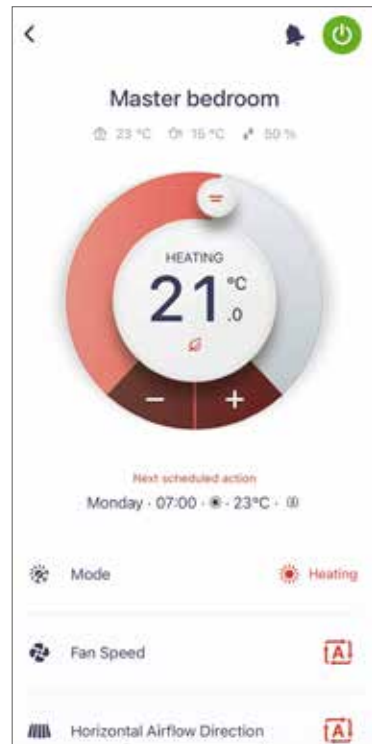 Master bedroom
23 °C 15 °C 50 %
HEATING
21.0 °C
− +
Next scheduled action
Monday · 07:00 · · 23°C ·
Mode Heating
Fan Speed A
Horizontal Airflow Direction A